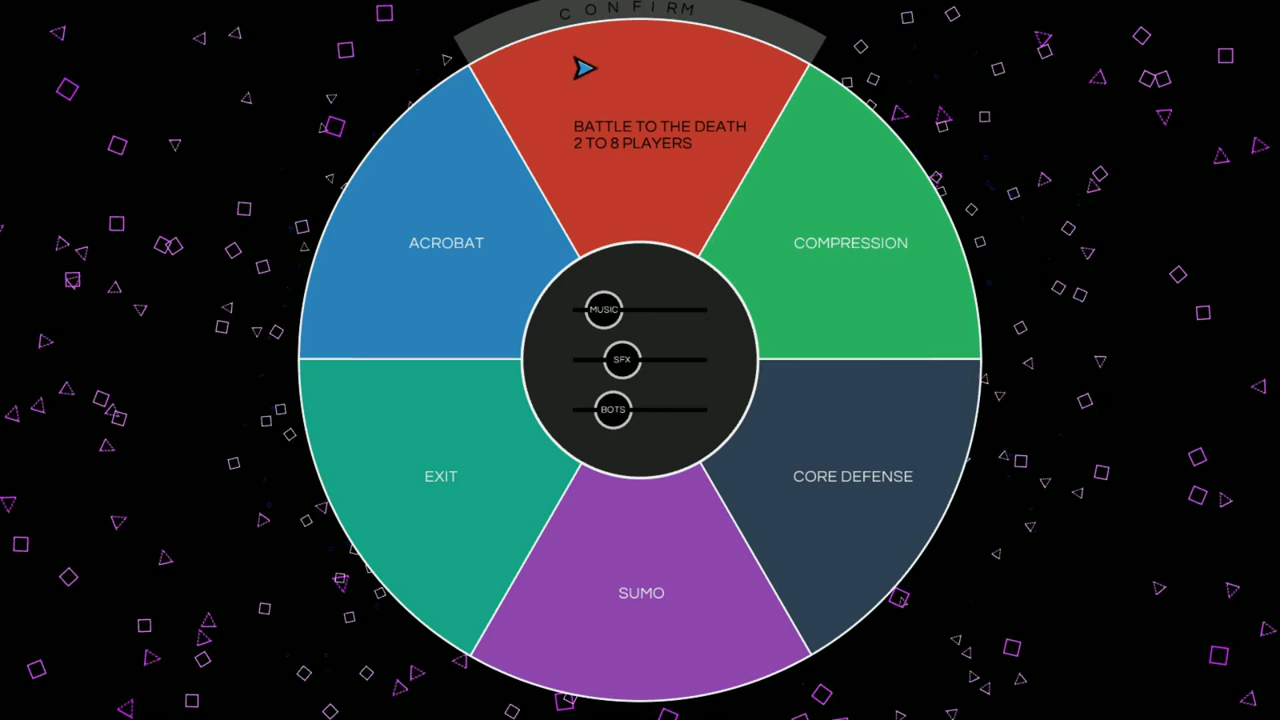 CONFIRM
BATTLE TO THE DEATH
2 TO 8 PLAYERS
ACROBAT
COMPRESSION
MUSIC
SFX
BOTS
EXIT
CORE DEFENSE
SUMO